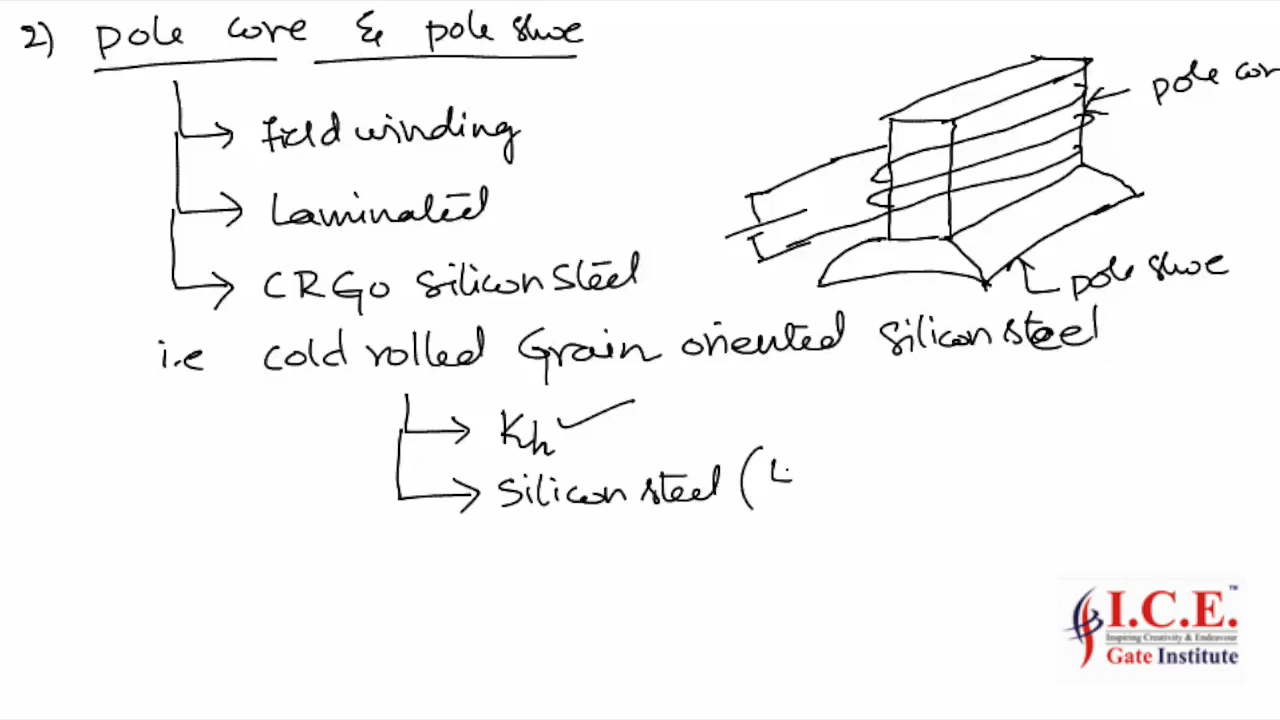 2) pole core & pole shoe
pole cor
field winding
Laminated
CRGo Silicon Steel
pole shoe
i.e cold rolled Grain oriented silicon steel
Kh
Silicon steel (
I.C.E.™
Inspiring Creativity & Endeavour
Gate Institute